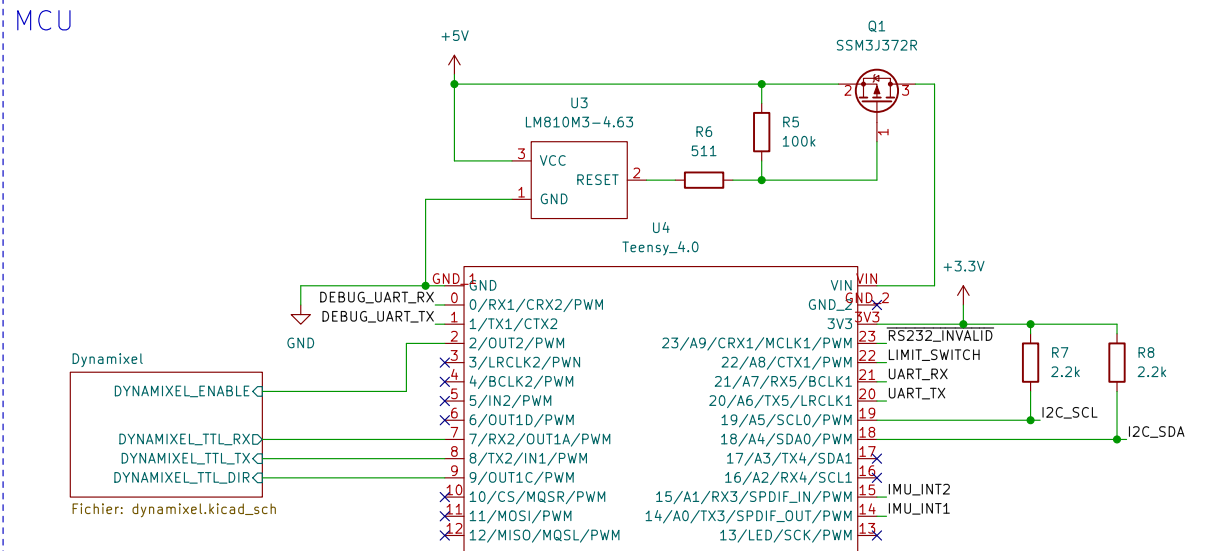 MCU
+5V
Q1
SSM3J372R
2
3
1
U3
LM810M3-4.63
3
VCC
RESET
2
1
GND
R6
511
R5
100k
U4
Teensy_4.0
GND_1
GND
VIN
VIN
+3.3V
DEBUG_UART_RX
0
0/RX1/CRX2/PWM
GND_2
GND_2
DEBUG_UART_TX
1
1/TX1/CTX2
3V3
3V3
GND
2
2/OUT2/PWM
23/A9/CRX1/MCLK1/PWM
23
RS232_INVALID
3
3/LRCLK2/PWN
22/A8/CTX1/PWM
22
LIMIT_SWITCH
R7
2.2k
R8
2.2k
4
4/BCLK2/PWM
21/A7/RX5/BCLK1
21
UART_RX
5
5/IN2/PWM
20/A6/TX5/LRCLK1
20
UART_TX
6
6/OUT1D/PWM
19/A5/SCL0/PWM
19
I2C_SCL
7
7/RX2/OUT1A/PWM
18/A4/SDA0/PWM
18
I2C_SDA
8
8/TX2/IN1/PWM
17/A3/TX4/SDA1
17
9
9/OUT1C/PWM
16/A2/RX4/SCL1
16
10
10/CS/MQSR/PWM
15/A1/RX3/SPDIF_IN/PWM
15
IMU_INT2
11
11/MOSI/PWM
14/A0/TX3/SPDIF_OUT/PWM
14
IMU_INT1
12
12/MISO/MQSL/PWM
13/LED/SCK/PWM
13
Dynamixel
DYNAMIXEL_ENABLE
DYNAMIXEL_TTL_RX
DYNAMIXEL_TTL_TX
DYNAMIXEL_TTL_DIR
Fichier: dynamixel.kicad_sch